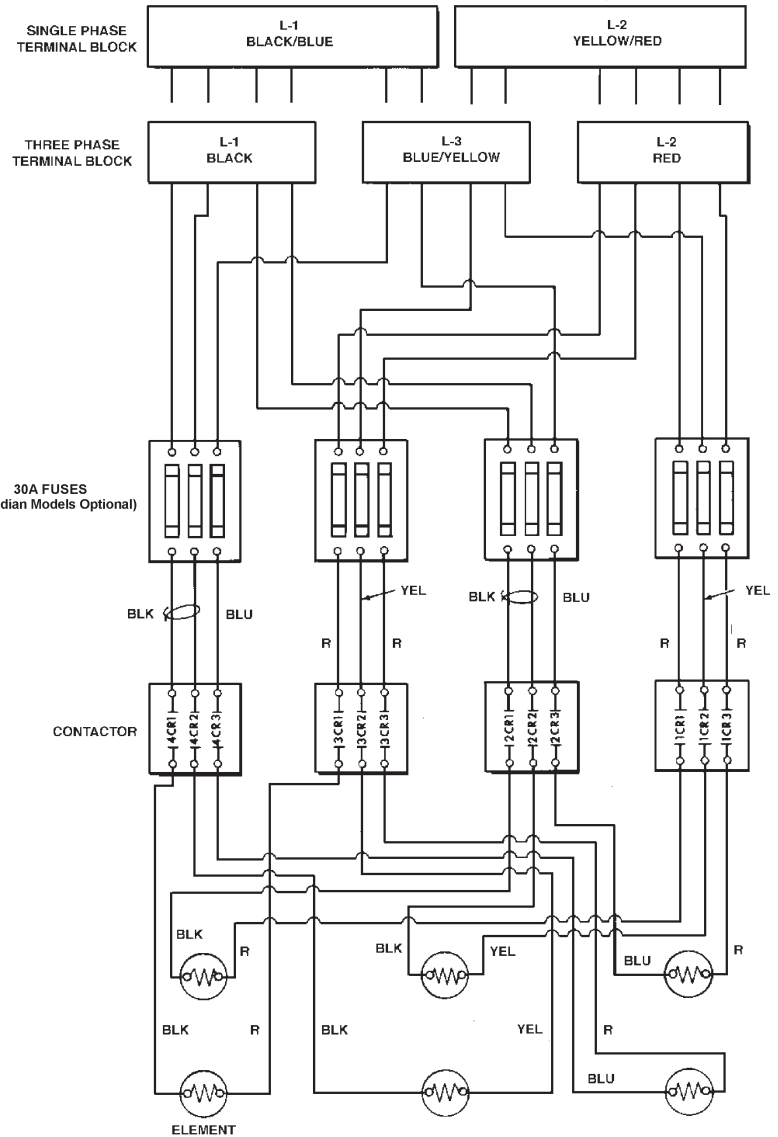 SINGLE PHASE
TERMINAL BLOCK
L-1
BLACK/BLUE
L-2
YELLOW/RED
THREE PHASE
TERMINAL BLOCK
L-1
BLACK
L-3
BLUE/YELLOW
L-2
RED
30A FUSES
dian Models Optional)
BLK
BLU
YEL
R
R
BLK
BLU
YEL
R
R
CONTACTOR
4CR1
4CR2
4CR3
3CR1
3CR2
3CR3
2CR1
2CR2
2CR3
1CR1
1CR2
1CR3
BLK
R
BLK
YEL
BLU
R
BLK
R
BLK
YEL
R
BLU
ELEMENT